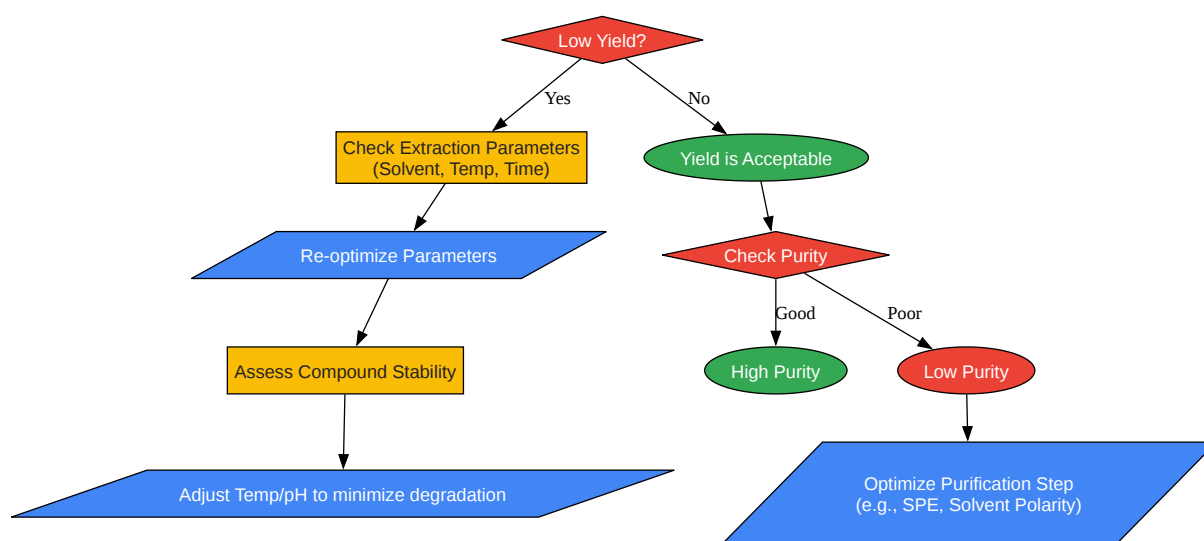 Low Yield?
Yes
No
Check Extraction Parameters
(Solvent, Temp, Time)
Yield is Acceptable
Re-optimize Parameters
Check Purity
Good
Poor
Assess Compound Stability
High Purity
Low Purity
Adjust Temp/pH to minimize degradation
Optimize Purification Step
(e.g., SPE, Solvent Polarity)